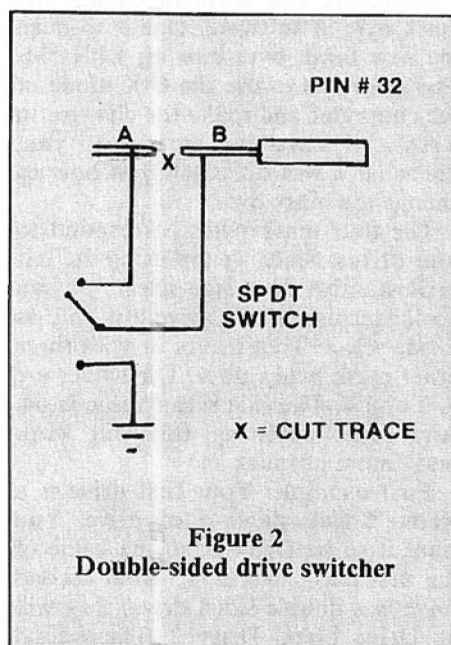 PIN # 32
A B
X
SPDT
SWITCH
X = CUT TRACE
Figure 2
Double-sided drive switcher